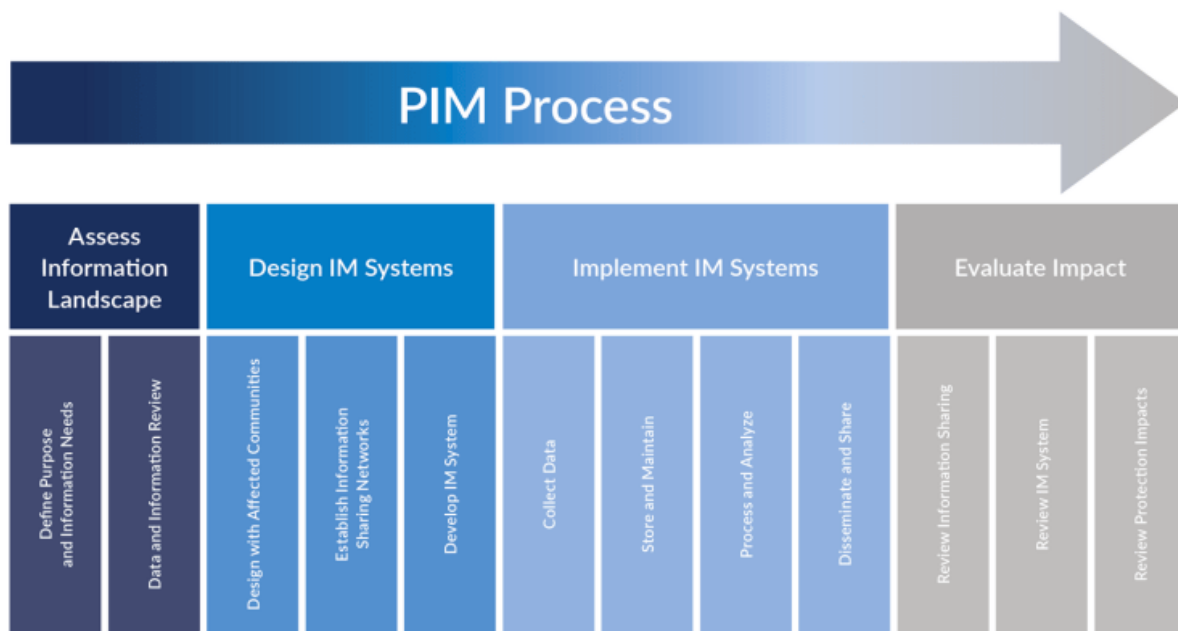 PIM Process
Assess
Information
Landscape
Design IM Systems
Implement IM Systems
Evaluate Impact
Define Purpose
and Information Needs
Data and Information Review
Design with Affected Communities
Establish Information
Sharing Networks
Develop IM System
Collect Data
Store and Maintain
Process and Analyze
Disseminate and Share
Review Information Sharing
Review IM System
Review Protection Impacts